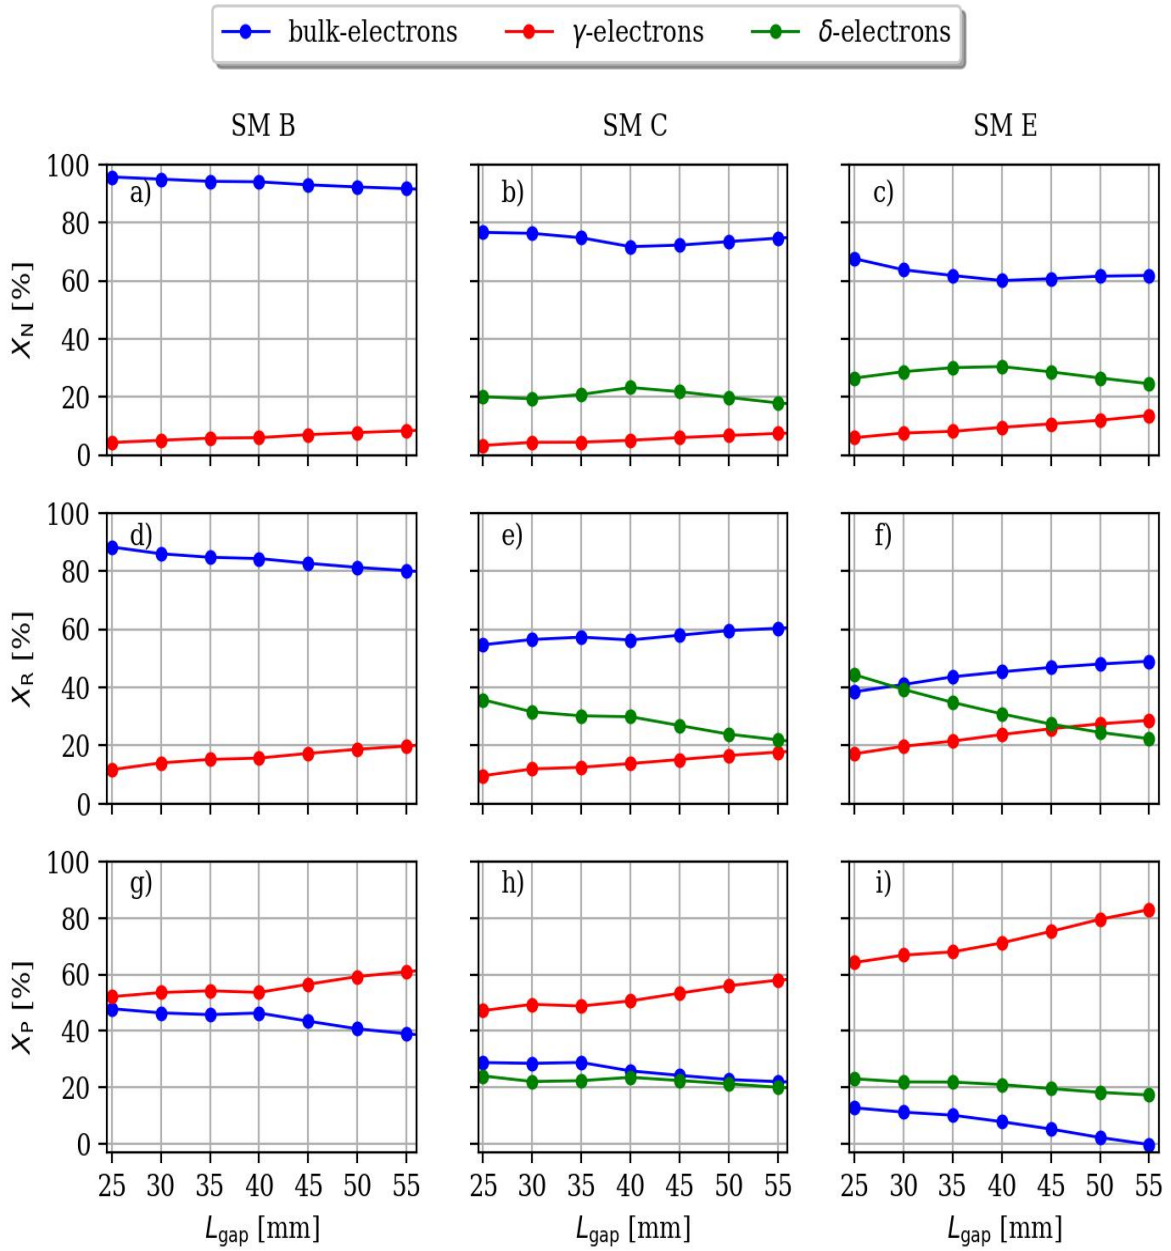 bulk-electrons γ-electrons δ-electrons
SM B SM C SM E
100 a) b) c)
80
60
40
20
0
X_N [%]
100 d) e) f)
80
60
40
20
0
X_R [%]
100 g) h) i)
80
60
40
20
0
X_P [%]
25 30 35 40 45 50 55 25 30 35 40 45 50 55 25 30 35 40 45 50 55
L_gap [mm] L_gap [mm] L_gap [mm]